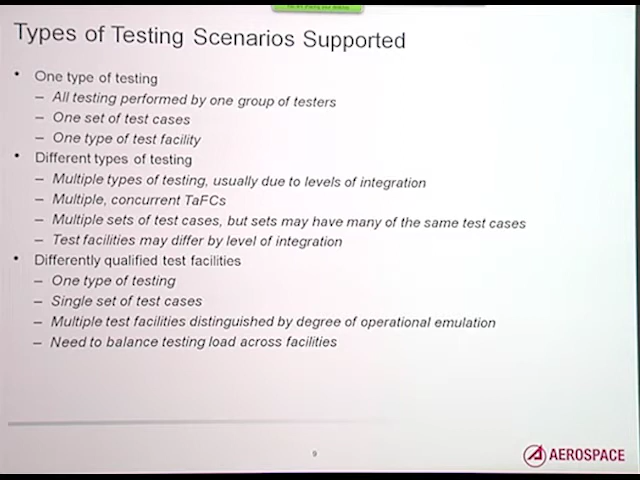 Types of Testing Scenarios Supported
• One type of testing
– All testing performed by one group of testers
– One set of test cases
– One type of test facility
• Different types of testing
– Multiple types of testing, usually due to levels of integration
– Multiple, concurrent TaFCs
– Multiple sets of test cases, but sets may have many of the same test cases
– Test facilities may differ by level of integration
• Differently qualified test facilities
– One type of testing
– Single set of test cases
– Multiple test facilities distinguished by degree of operational emulation
– Need to balance testing load across facilities
9
AEROSPACE